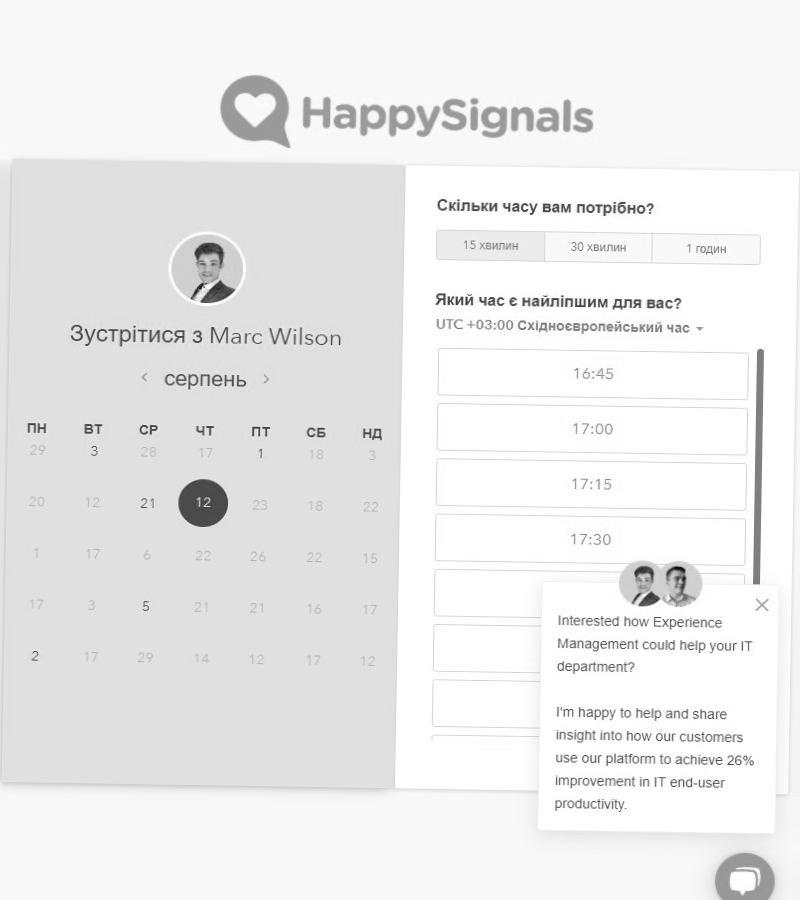 HappySignals
Зустрітися з Marc Wilson
серпень
ПН ВТ СР ЧТ ПТ СБ НД
29 3 28 17 1 18 3
20 12 21 12 23 18 22
1 17 6 22 26 22 15
17 3 5 21 21 16 17
2 17 29 14 12 17 12
Скільки часу вам потрібно?
15 хвилин 30 хвилин 1 годин
Який час є найліпшим для вас?
UTC +03:00 Східноєвропейський час
16:45
17:00
17:15
17:30
Interested how Experience
Management could help your IT
department?
I'm happy to help and share
insight into how our customers
use our platform to achieve 26%
improvement in IT end-user
productivity.